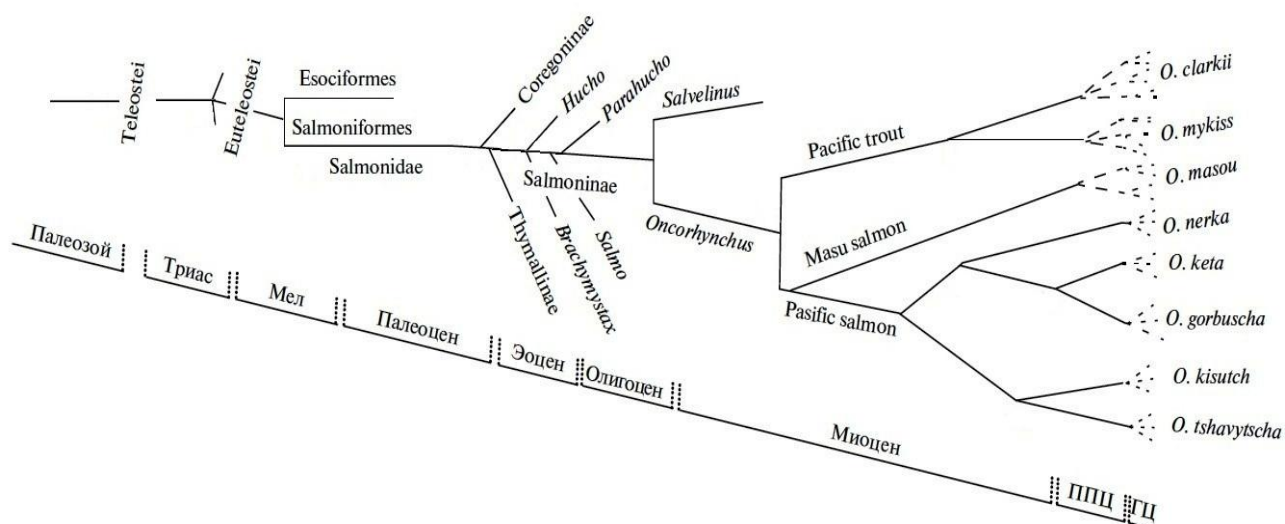 Teleostei
Euteleostei
Esociformes
Salmoniformes
Salmonidae
Coregoninae
Thymallinae
Hucho
Brachymystax
Parahucho
Salmoninae
Salmo
Salvelinus
Oncorhynchus
Pacific trout
Masu salmon
Pasific salmon
O. clarkii
O. mykiss
O. masou
O. nerka
O. keta
O. gorbuscha
O. kisutch
O. tshavytscha
Палеозой
Триас
Мел
Палеоцен
Эоцен
Олигоцен
Миоцен
ППЦ
ГЦ